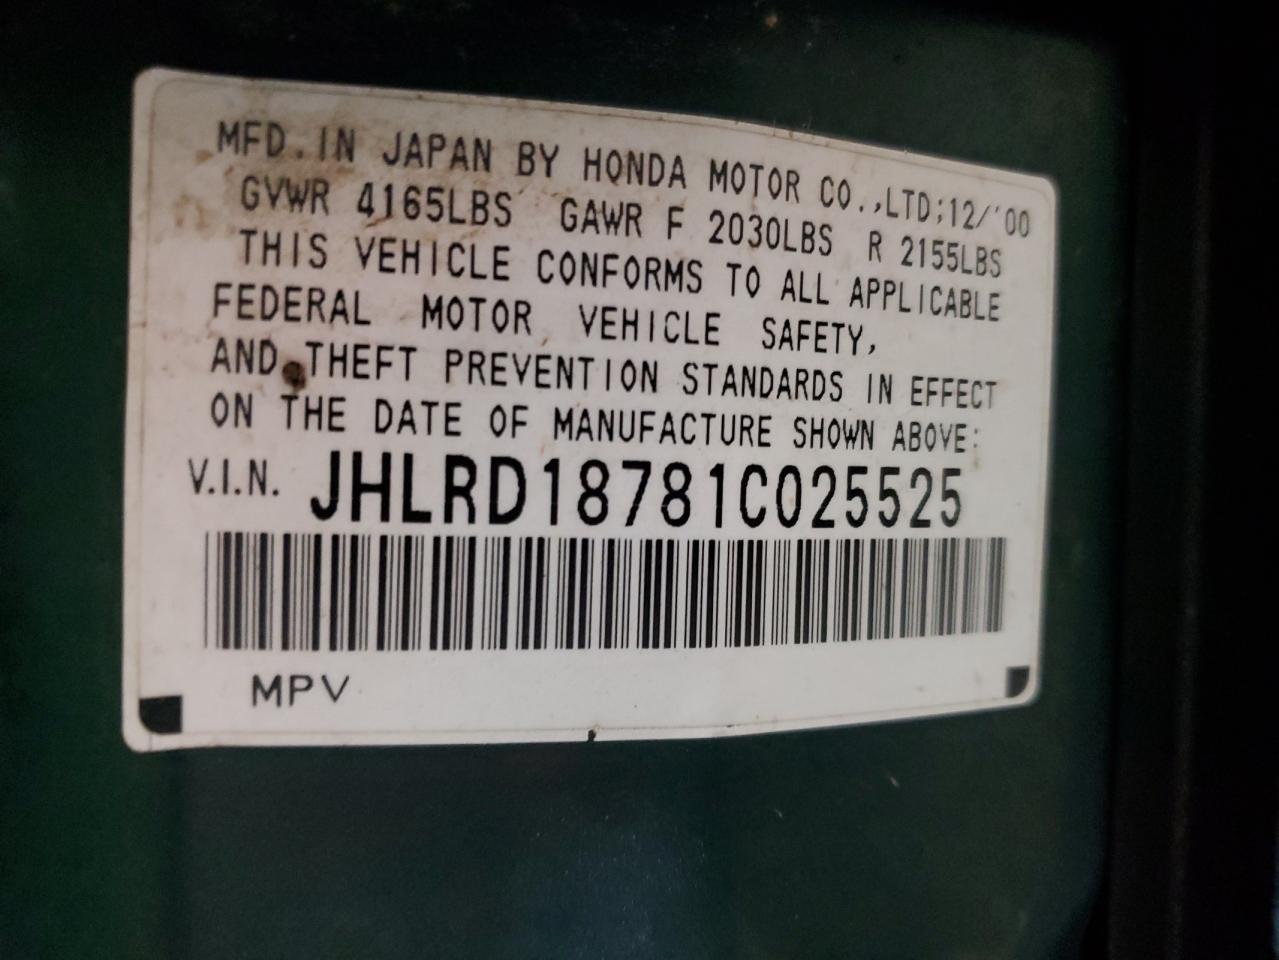 MFD.IN JAPAN BY HONDA MOTOR CO.,LTD;12/'00
GVWR 4165LBS GAWR F 2030LBS R 2155LBS
THIS VEHICLE CONFORMS TO ALL APPLICABLE
FEDERAL MOTOR VEHICLE SAFETY,
AND THEFT PREVENTION STANDARDS IN EFFECT
ON THE DATE OF MANUFACTURE SHOWN ABOVE:
V.I.N. JHLRD18781C025525
MPV